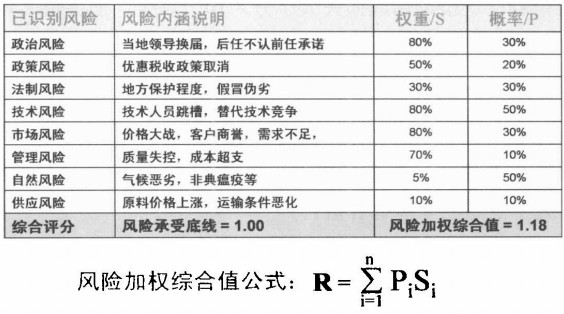 已识别风险 风险内涵说明 权重/S 概率/P
政治风险 当地领导换届，后任不认前任承诺 80% 30%
政策风险 优惠税收政策取消 50% 20%
法制风险 地方保护程度，假冒伪劣 30% 30%
技术风险 技术人员跳槽，替代技术竞争 80% 50%
市场风险 价格大战，客户商誉，需求不足， 80% 30%
管理风险 质量失控，成本超支 70% 10%
自然风险 气候恶劣，非典瘟疫等 5% 50%
供应风险 原料价格上涨，运输条件恶化 10% 10%
综合评分 风险承受底线 = 1.00 风险加权综合值 = 1.18
风险加权综合值公式： R = ∑ⁿᵢ₌₁ PᵢSᵢ